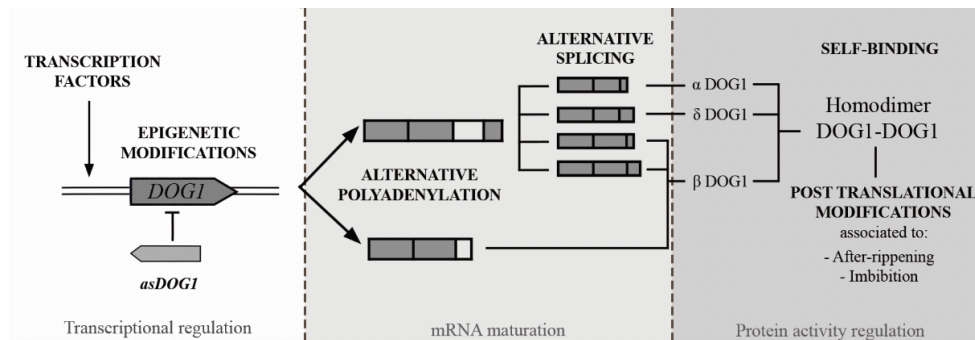 TRANSCRIPTION
FACTORS
EPIGENETIC
MODIFICATIONS
DOG1
asDOG1
Transcriptional regulation
ALTERNATIVE
SPLICING
ALTERNATIVE
POLYADENYLATION
mRNA maturation
SELF-BINDING
α DOG1
δ DOG1
β DOG1
Homodimer
DOG1-DOG1
POST TRANSLATIONAL
MODIFICATIONS
associated to:
- After-rippening
- Imbibition
Protein activity regulation